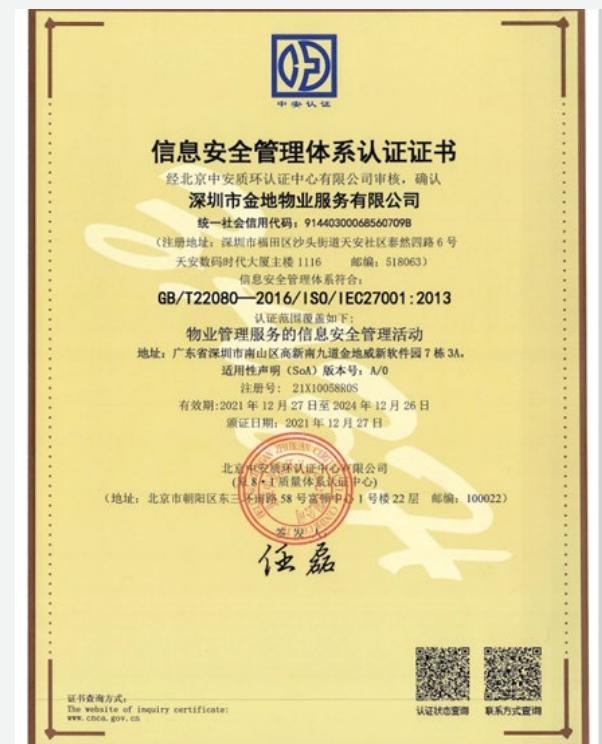 中安认证
信息安全管理体系认证证书
经北京中安质环认证中心有限公司审核，确认
深圳市金地物业服务有限公司
统一社会信用代码：91440300068560709B
（注册地址：深圳市福田区沙头街道天安社区泰然四路6号
天安数码时代大厦主楼1116 邮编：518063）
信息安全管理体系符合：
GB/T22080—2016/ISO/IEC27001:2013
认证范围覆盖如下：
物业管理服务的信息安全管理活动
地址：广东省深圳市南山区高新南九道金地威新软件园7栋3A。
适用性声明（SoA）版本号：A/0
注册号：21X10058R0S
有效期:2021年12月27日至2024年12月26日
颁证日期：2021年12月27日
北京中安质环认证中心有限公司
(原8·1质量体系认证中心)
（地址：北京市朝阳区东三环南路58号富顿中心1号楼22层 邮编：100022）
签发人
任磊
证书查询方式：
The website of inquiry certificate:
www.cnca.gov.cn
认证状态查询 联系方式查询